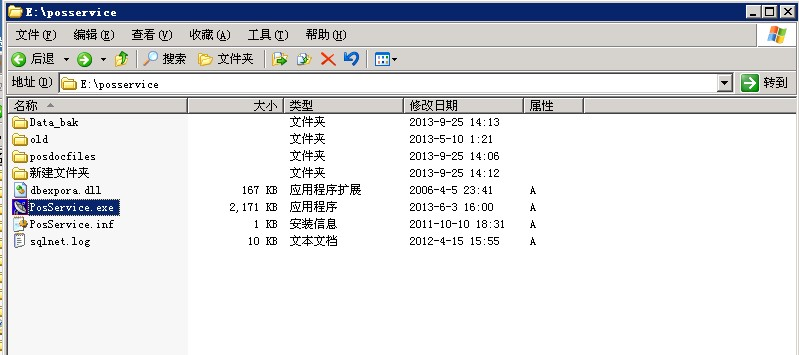 E:\posservice
文件(F) 编辑(E) 查看(V) 收藏(A) 工具(T) 帮助(H)
后退 搜索 文件夹
地址(D) E:\posservice 转到
名称 大小 类型 修改日期 属性
Data_bak 文件夹 2013-9-25 14:13
old 文件夹 2013-5-10 1:21
posdocfiles 文件夹 2013-9-25 14:06
新建文件夹 文件夹 2013-9-25 14:12
dbexpora.dll 167 KB 应用程序扩展 2006-4-5 23:41 A
PosService.exe 2,171 KB 应用程序 2013-6-3 16:00 A
PosService.inf 1 KB 安装信息 2011-10-10 18:31 A
sqlnet.log 10 KB 文本文档 2012-4-15 15:55 A